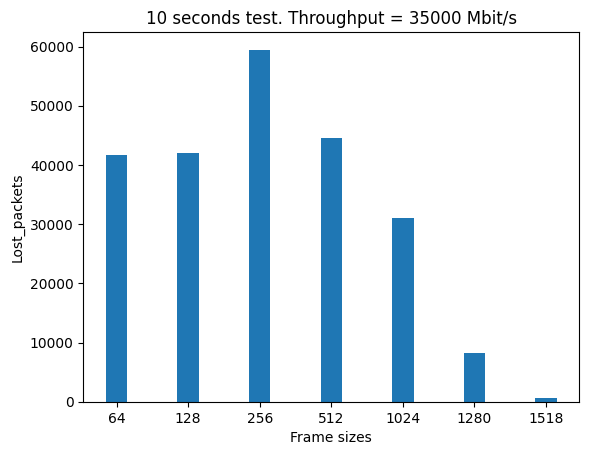 10 seconds test. Throughput = 35000 Mbit/s
60000
50000
40000
30000
20000
10000
0
Lost_packets
64 128 256 512 1024 1280 1518
Frame sizes